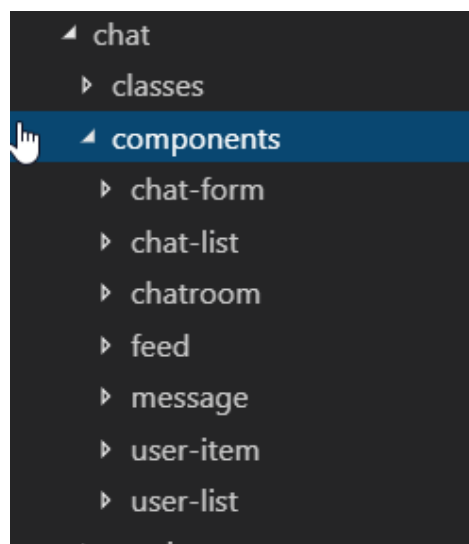 chat
classes
components
chat-form
chat-list
chatroom
feed
message
user-item
user-list